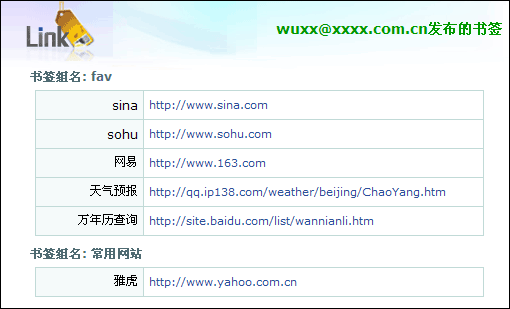 Link
wuxx@xxxx.com.cn发布的书签
书签组名: fav
sina http://www.sina.com
sohu http://www.sohu.com
网易 http://www.163.com
天气预报 http://qq.ip138.com/weather/beijing/ChaoYang.htm
万年历查询 http://site.baidu.com/list/wannianli.htm
书签组名: 常用网站
雅虎 http://www.yahoo.com.cn